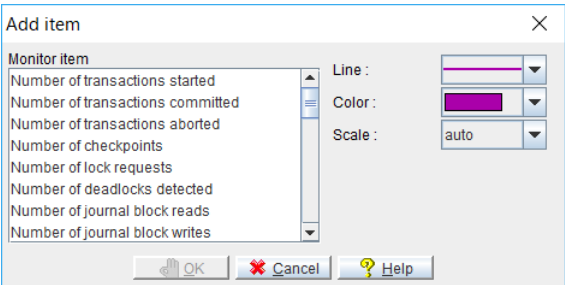 Add item
Monitor item
Number of transactions started
Number of transactions committed
Number of transactions aborted
Number of checkpoints
Number of lock requests
Number of deadlocks detected
Number of journal block reads
Number of journal block writes
Line :
Color :
Scale : auto
OK Cancel Help